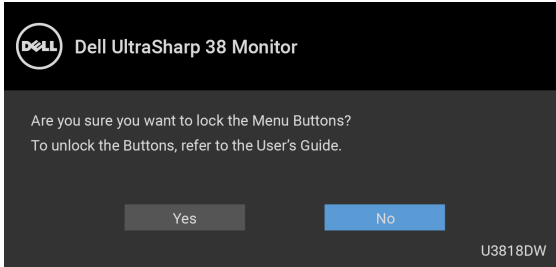 DELL Dell UltraSharp 38 Monitor
Are you sure you want to lock the Menu Buttons?
To unlock the Buttons, refer to the User’s Guide.
Yes No
U3818DW